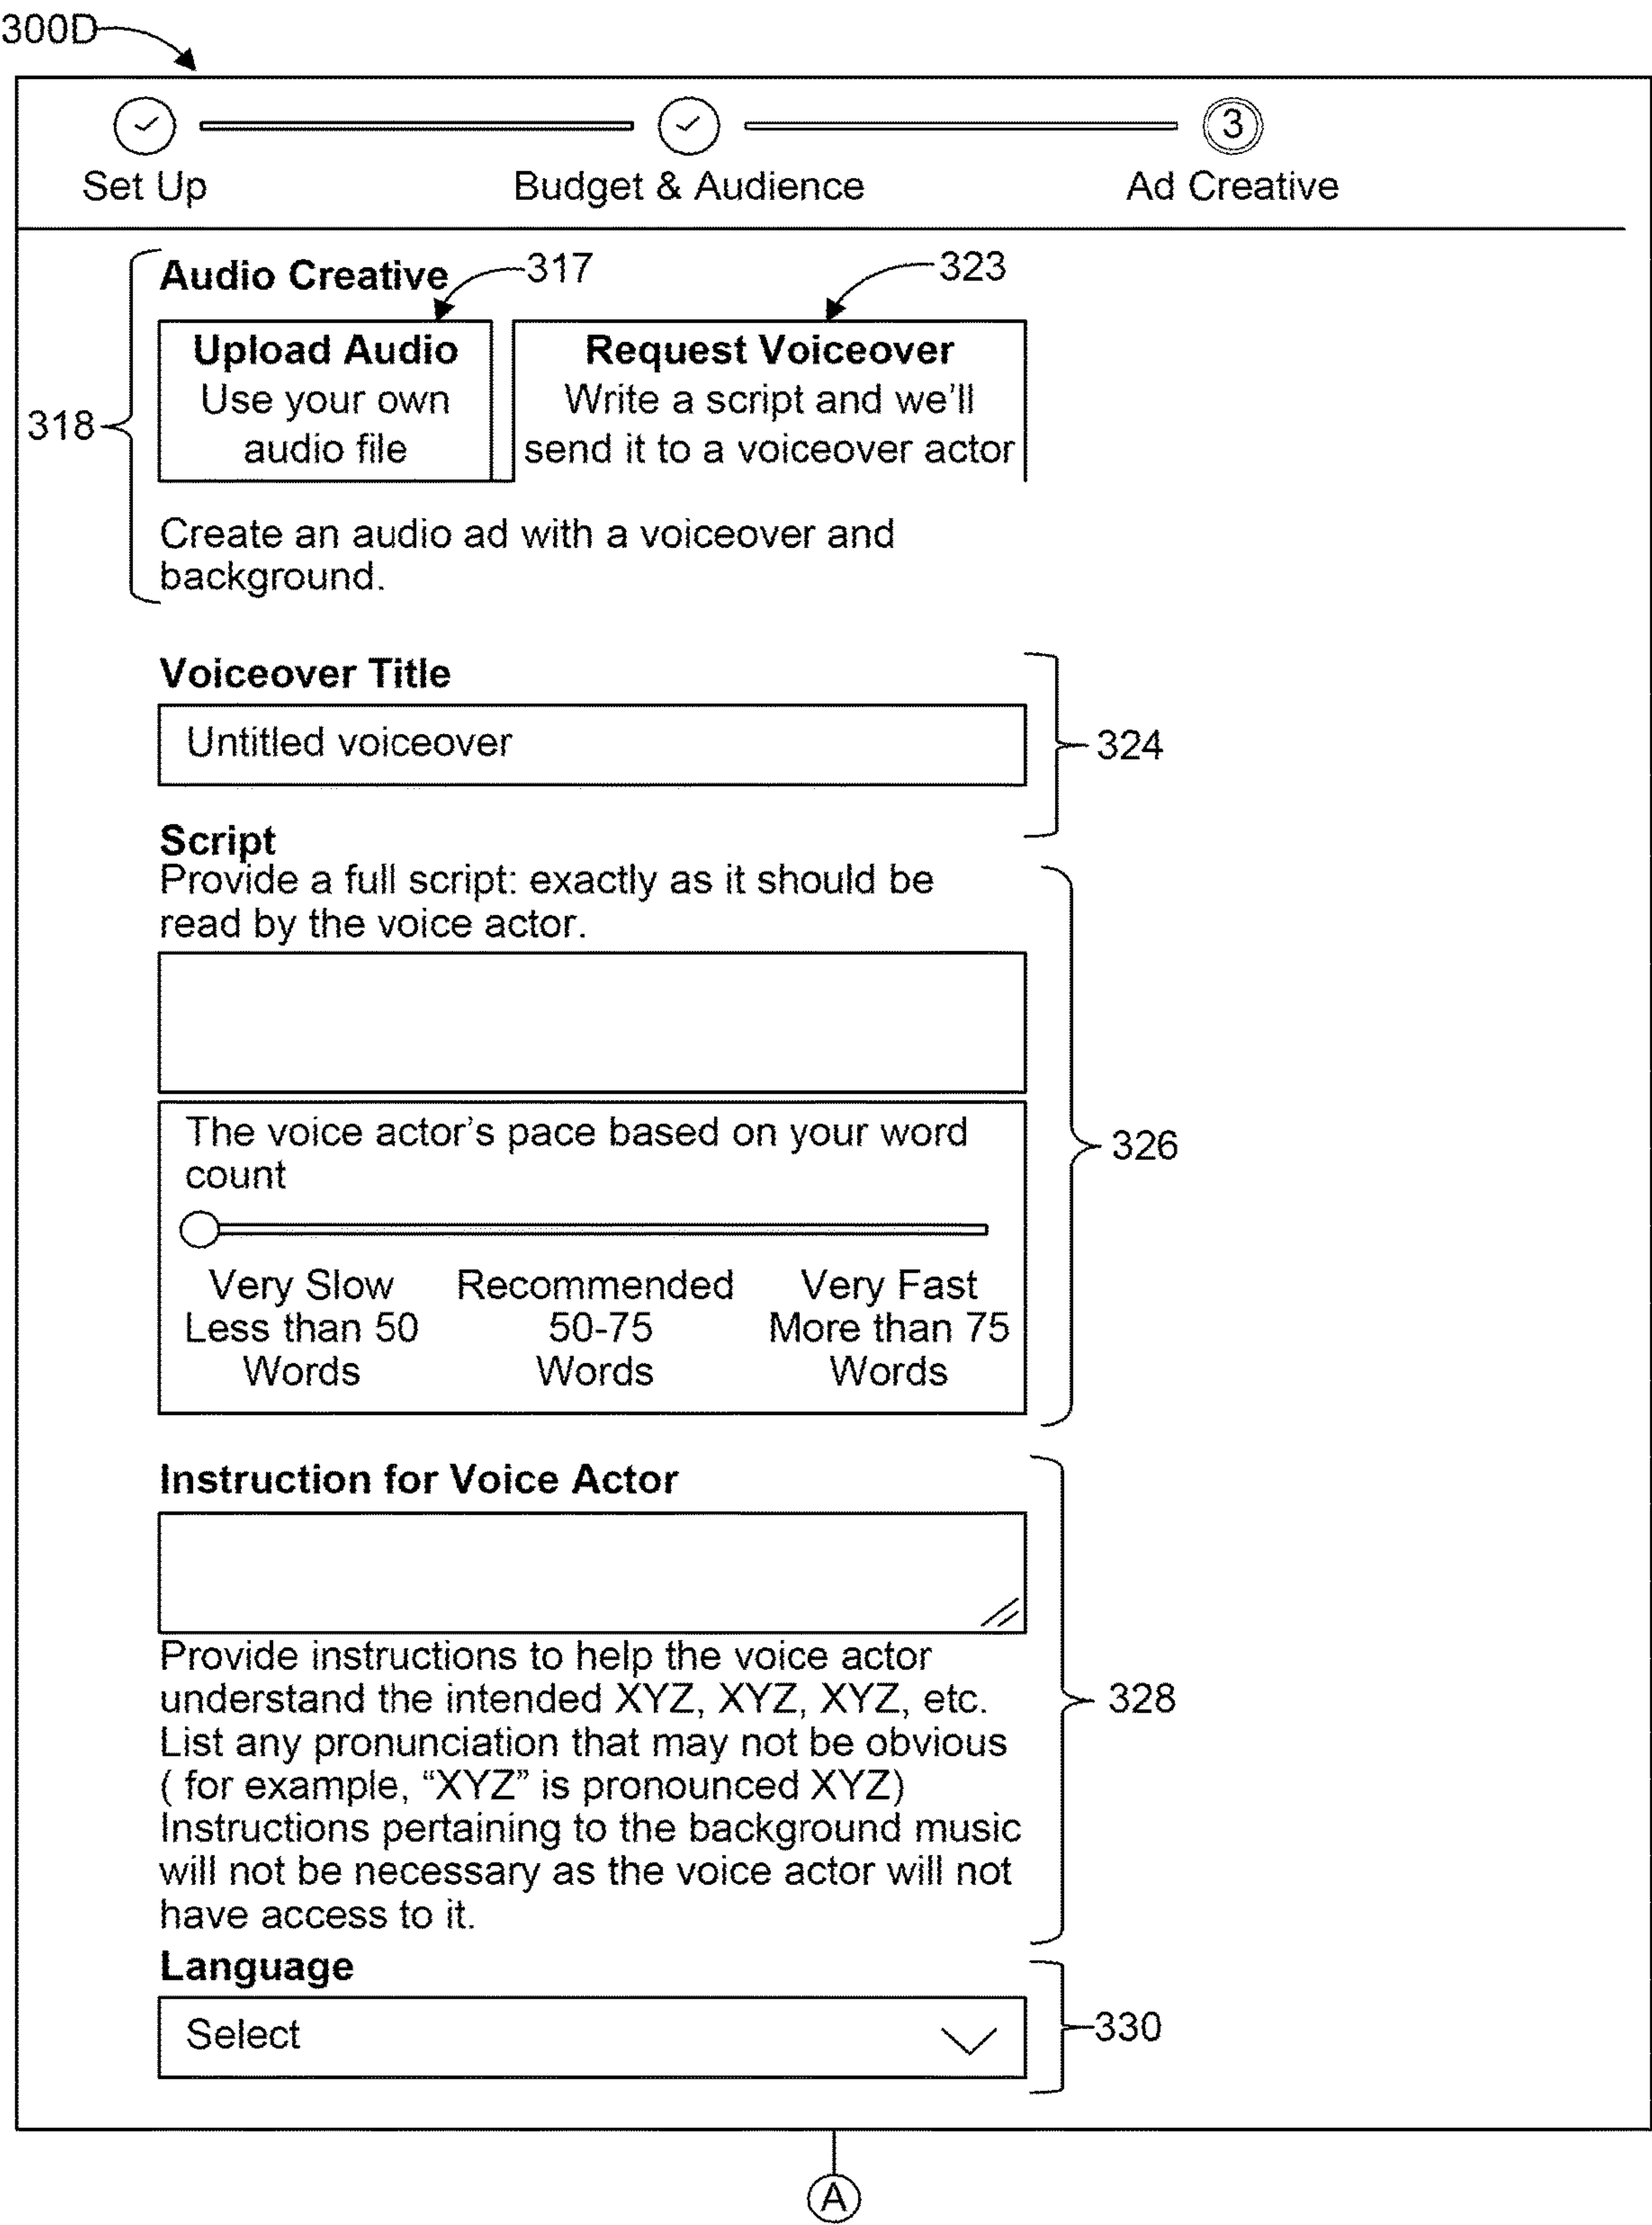 300D
3
Set Up
Budget & Audience
Ad Creative
Audio Creative
317
323
Upload Audio
Use your own
audio file
Request Voiceover
Write a script and we'll
send it to a voiceover actor
318
Create an audio ad with a voiceover and
background.
Voiceover Title
Untitled voiceover
324
Script
Provide a full script: exactly as it should be
read by the voice actor.
The voice actor's pace based on your word
count
326
Very Slow
Less than 50
Words
Recommended
50-75
Words
Very Fast
More than 75
Words
Instruction for Voice Actor
Provide instructions to help the voice actor
understand the intended XYZ, XYZ, XYZ, etc.
328
List any pronunciation that may not be obvious
( for example, “XYZ” is pronounced XYZ)
Instructions pertaining to the background music
will not be necessary as the voice actor will not
have access to it.
Language
Select
330
A